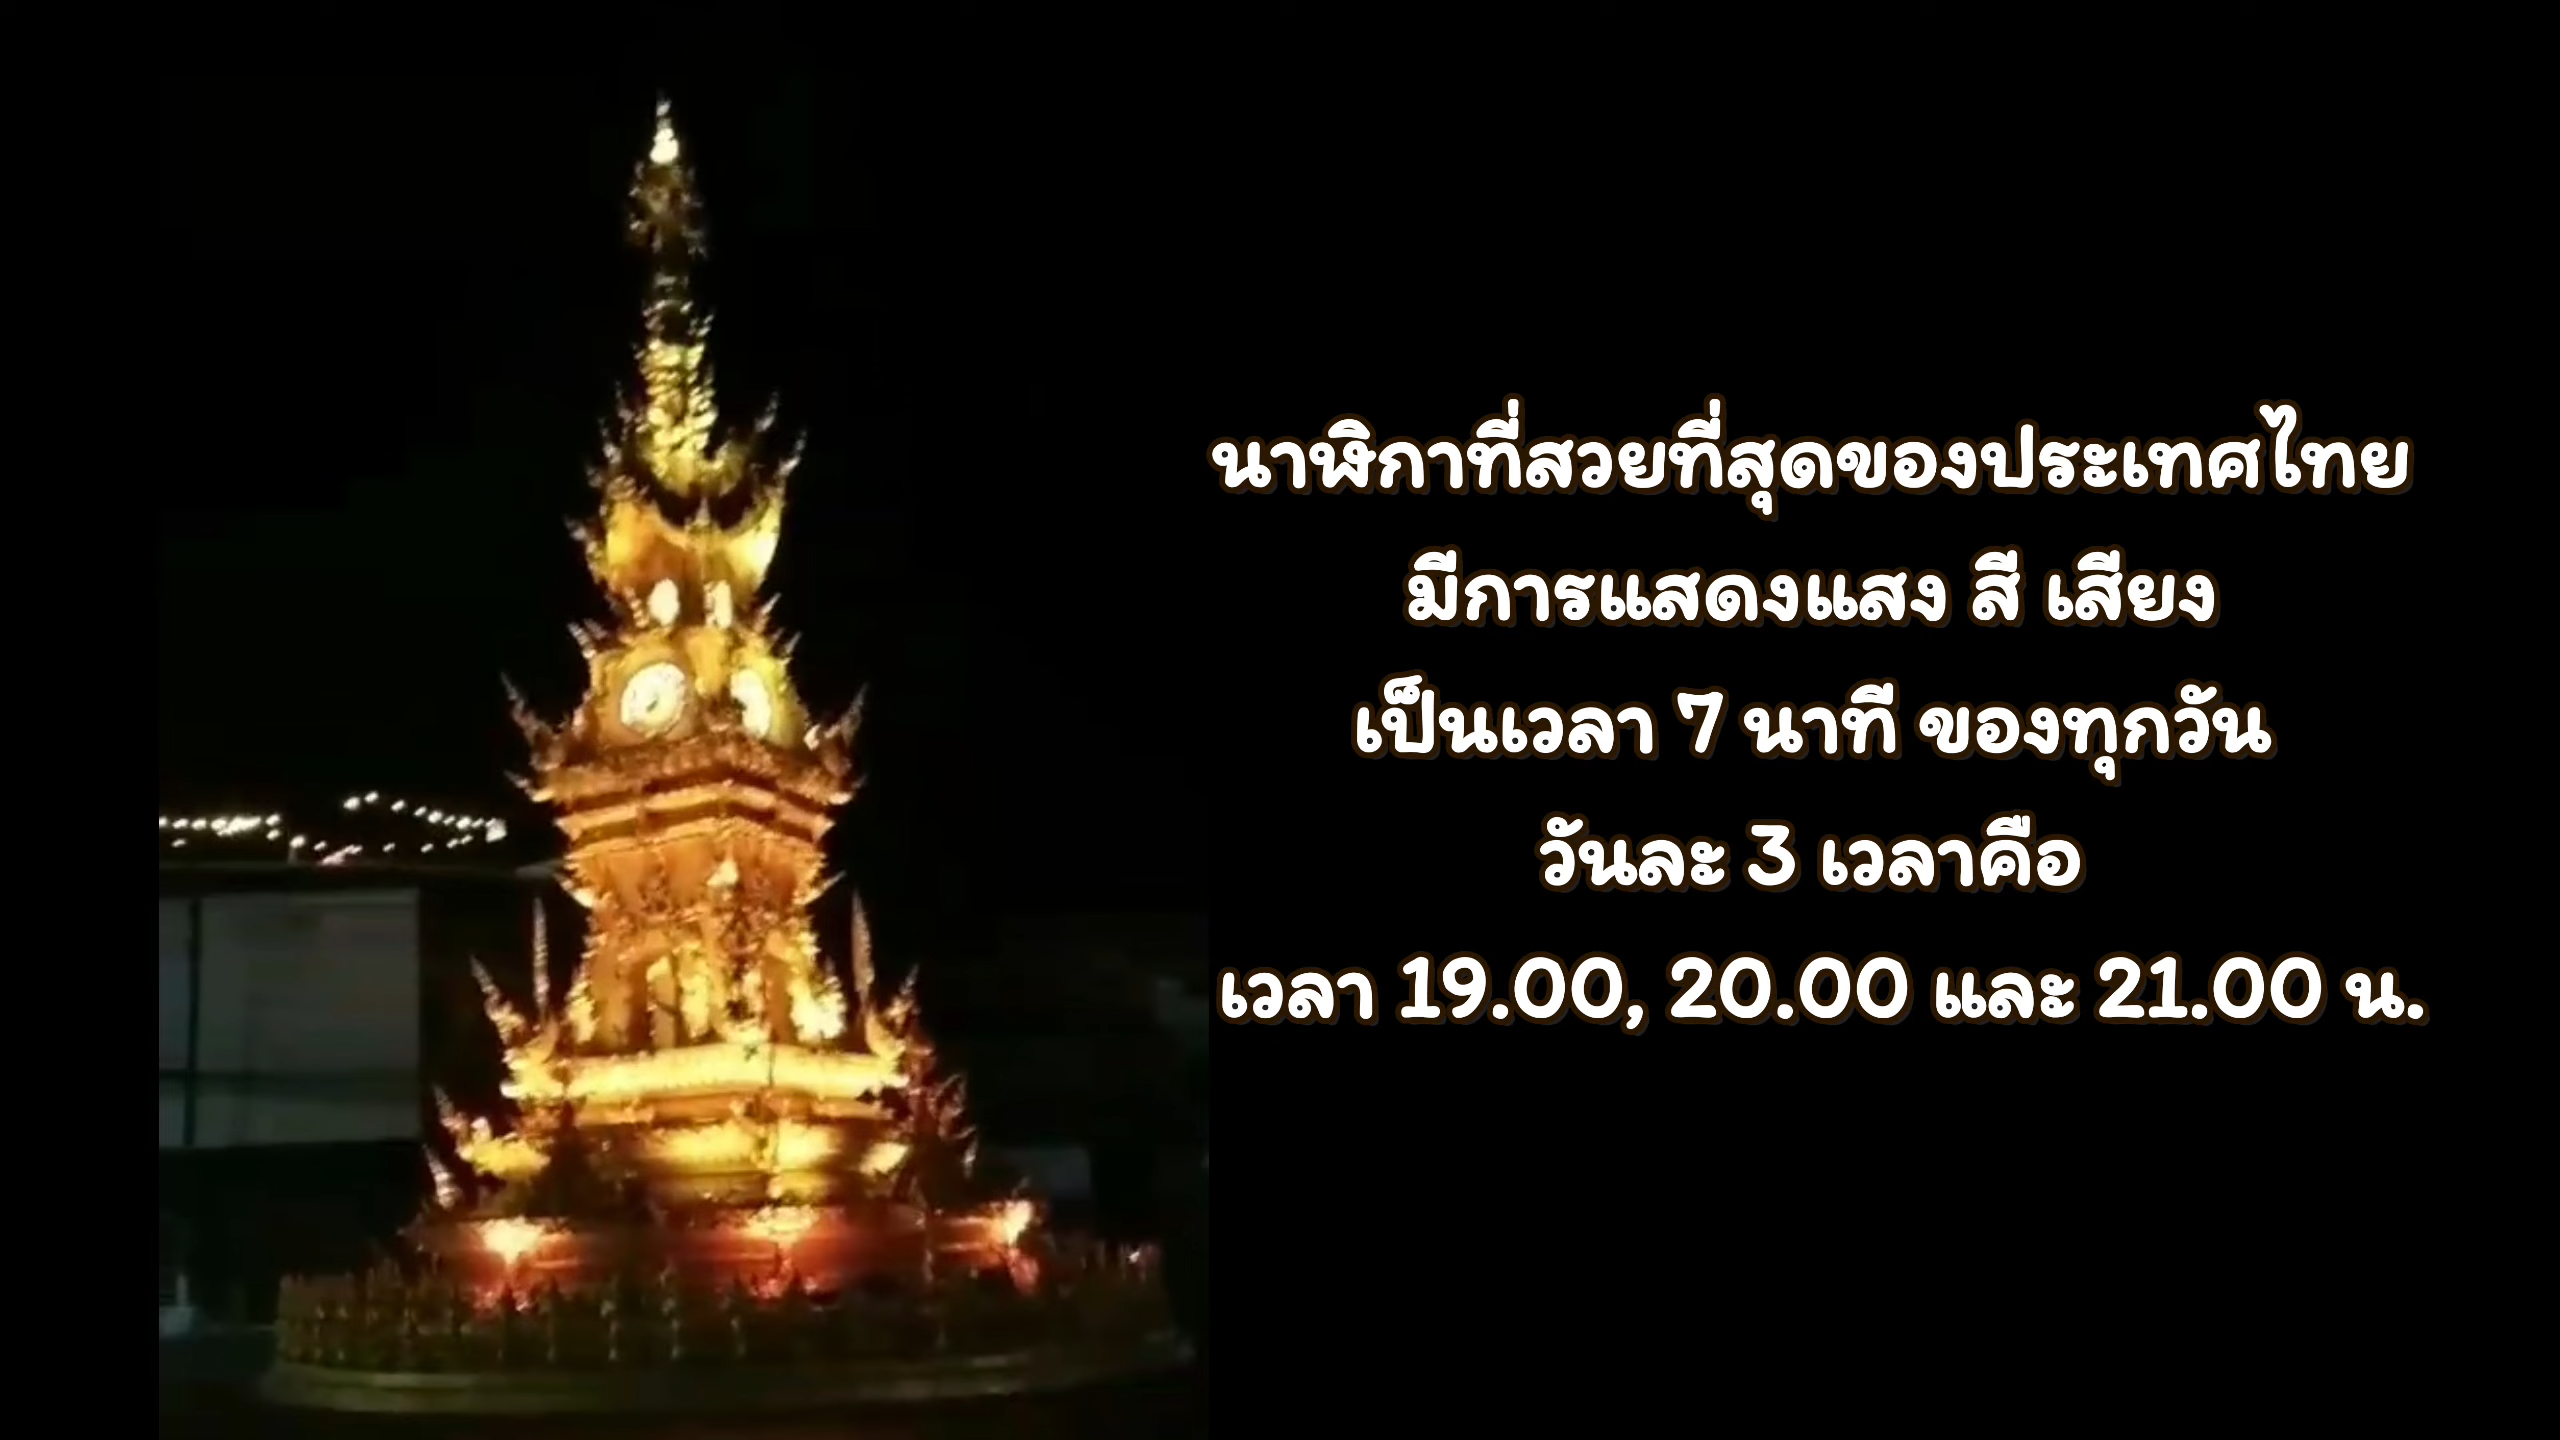 นาฬิกาที่สวยที่สุดของประเทศไทย
มีการแสดงแสง สี เสียง
เป็นเวลา 7 นาที ของทุกวัน
วันละ 3 เวลาคือ
เวลา 19.00, 20.00 และ 21.00 น.